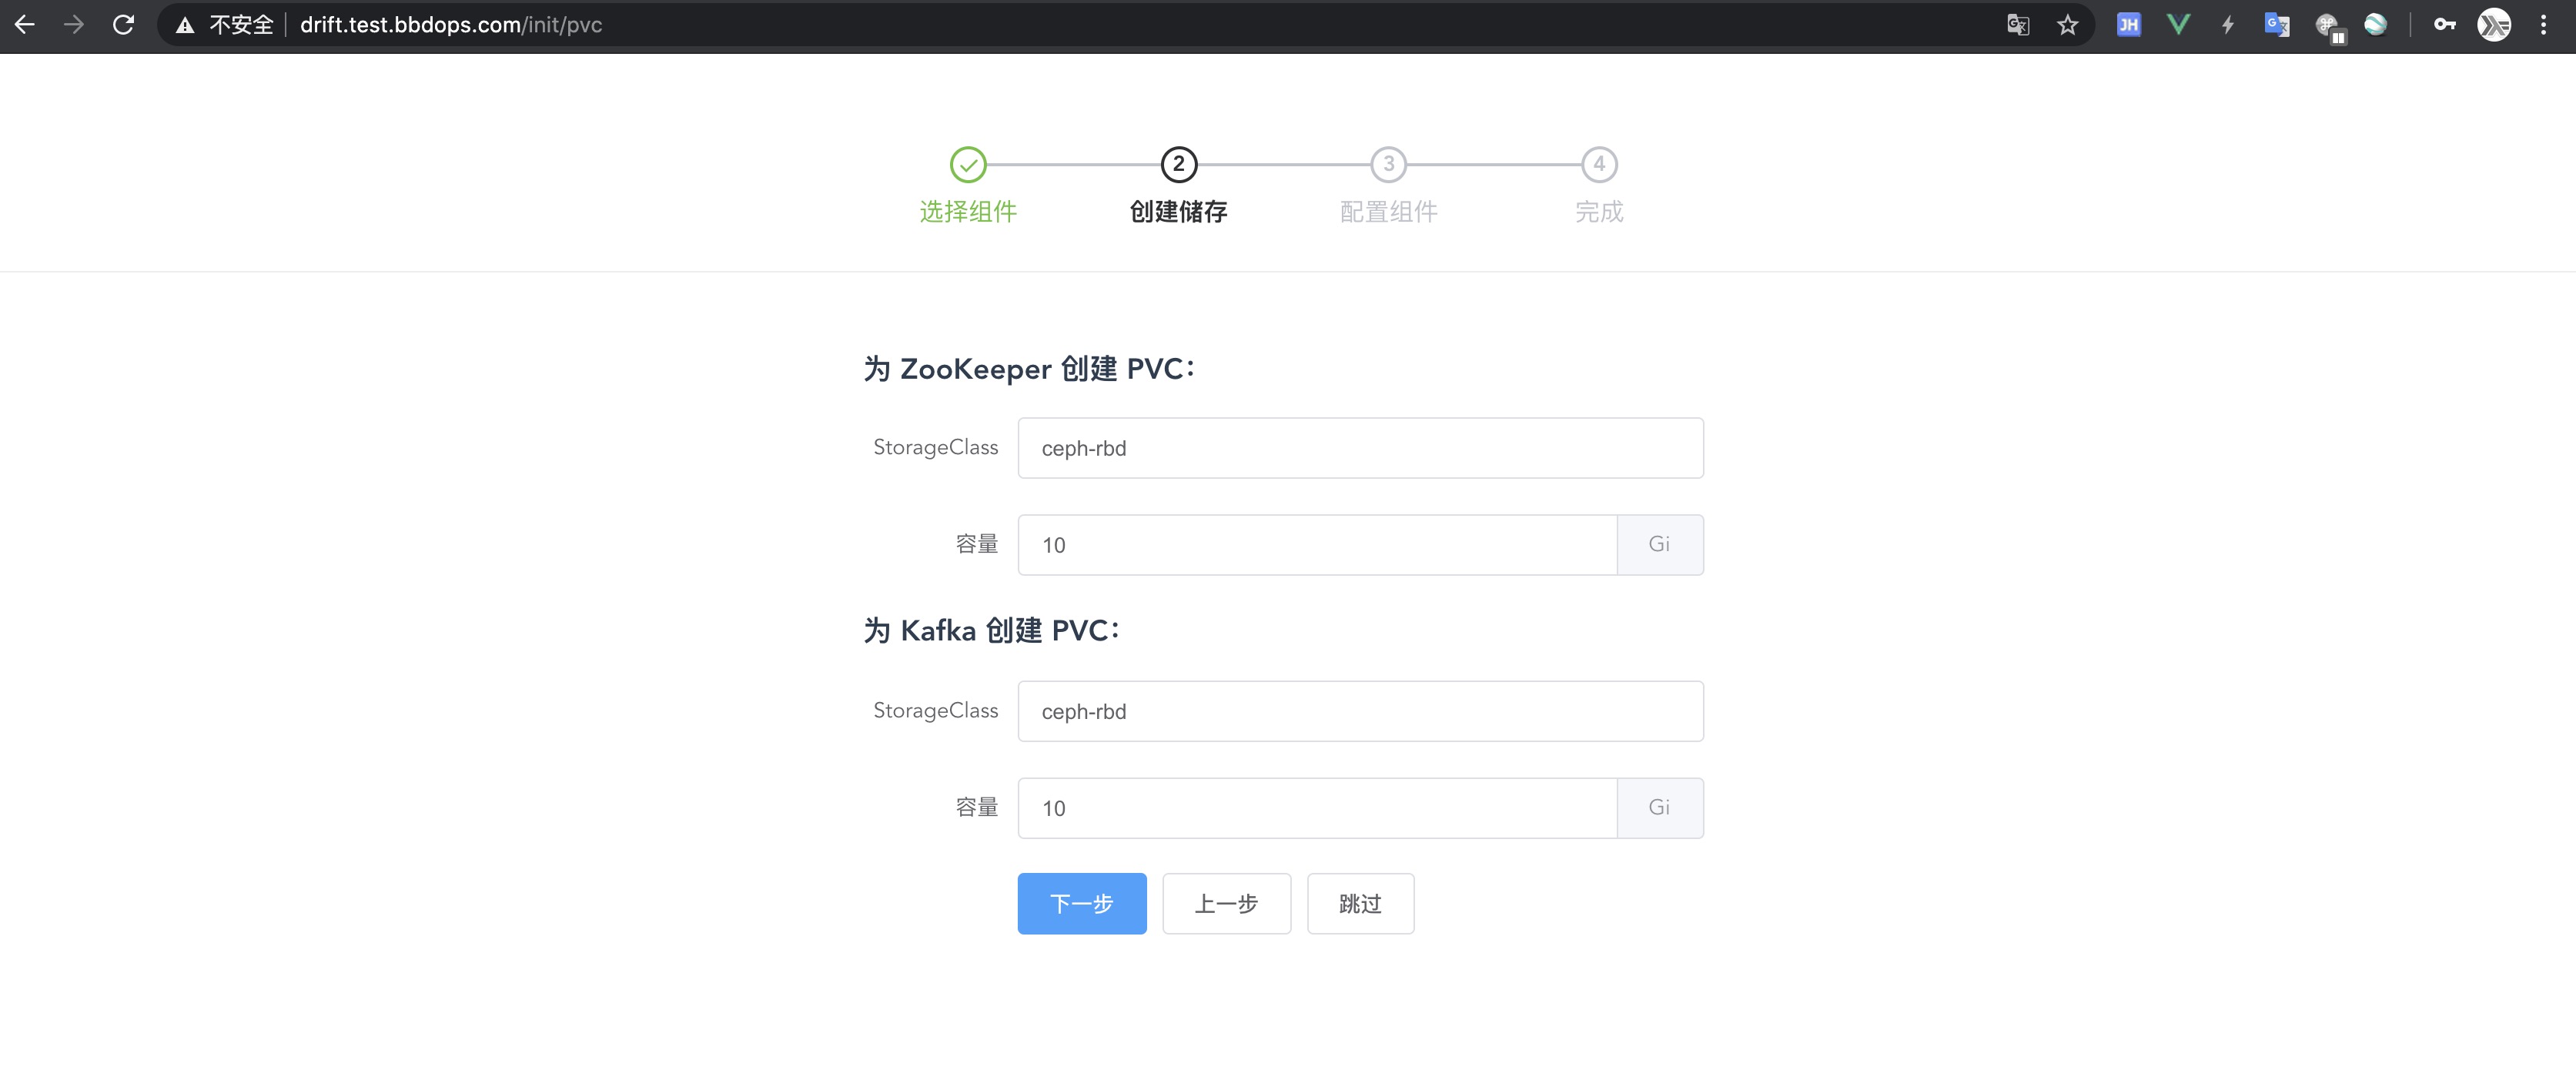 不安全 drift.test.bbdops.com/init/pvc
JH
2 3 4
选择组件 创建储存 配置组件 完成
为 ZooKeeper 创建 PVC：
StorageClass ceph-rbd
容量 10 Gi
为 Kafka 创建 PVC：
StorageClass ceph-rbd
容量 10 Gi
下一步 上一步 跳过